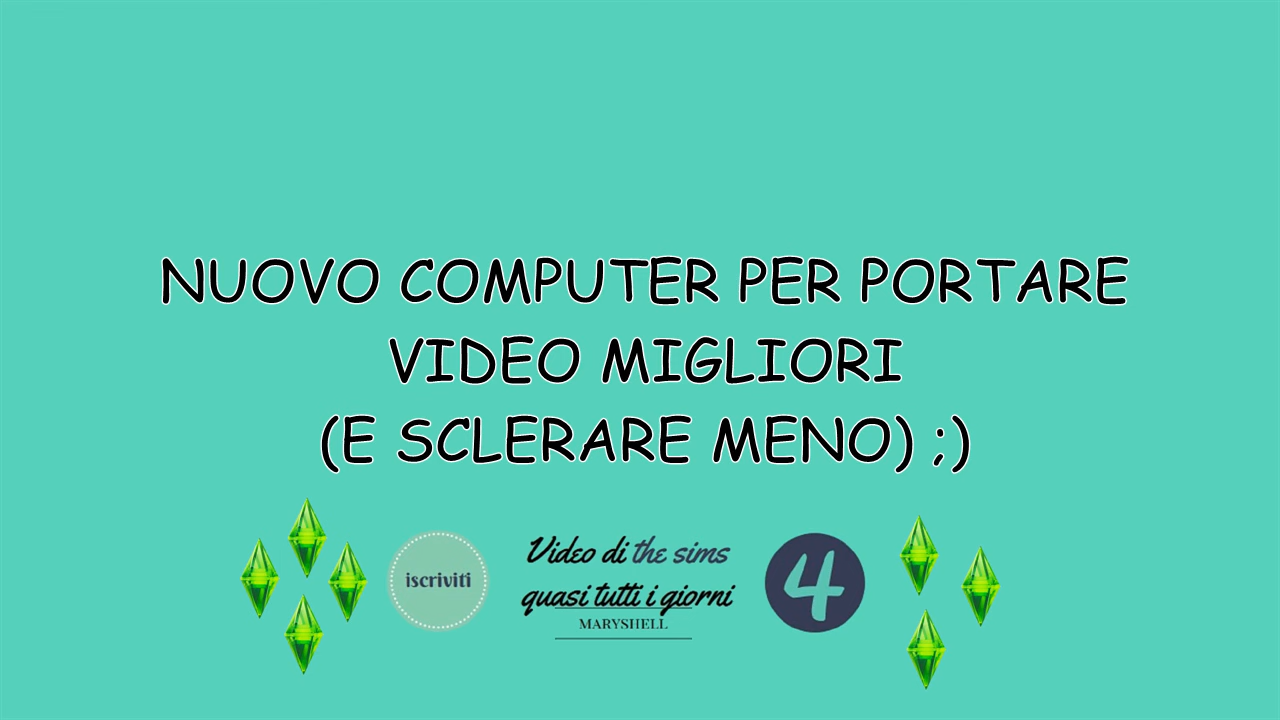 NUOVO COMPUTER PER PORTARE
VIDEO MIGLIORI
(E SCLERARE MENO) ;)
iscriviti
Video di the sims
quasi tutti i giorni
MARYSHELL
4